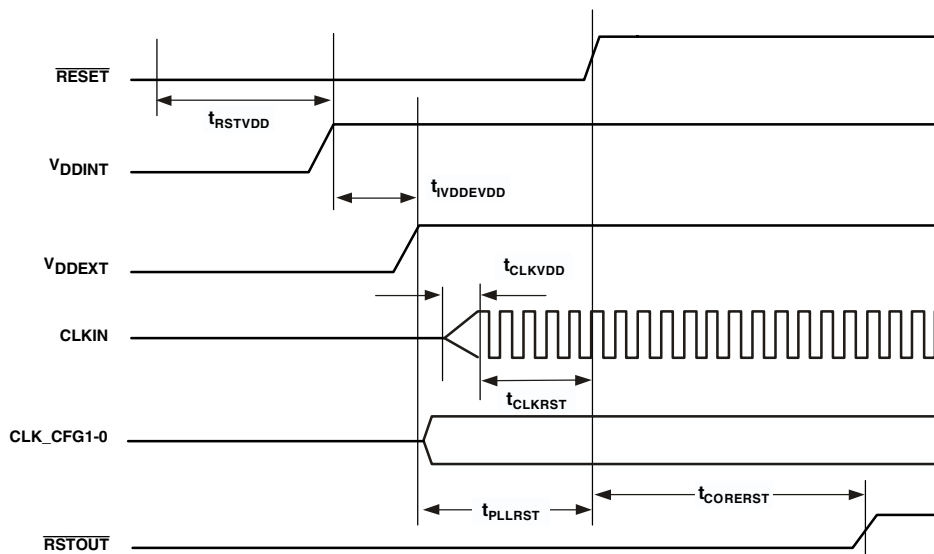 RESET
tRSTVDD
VDDINT
tIVDDEVDD
VDDEXT
tCLKVDD
CLKIN
tCLKRST
CLK_CFG1-0
tCORERST
tPLLRST
RSTOUT